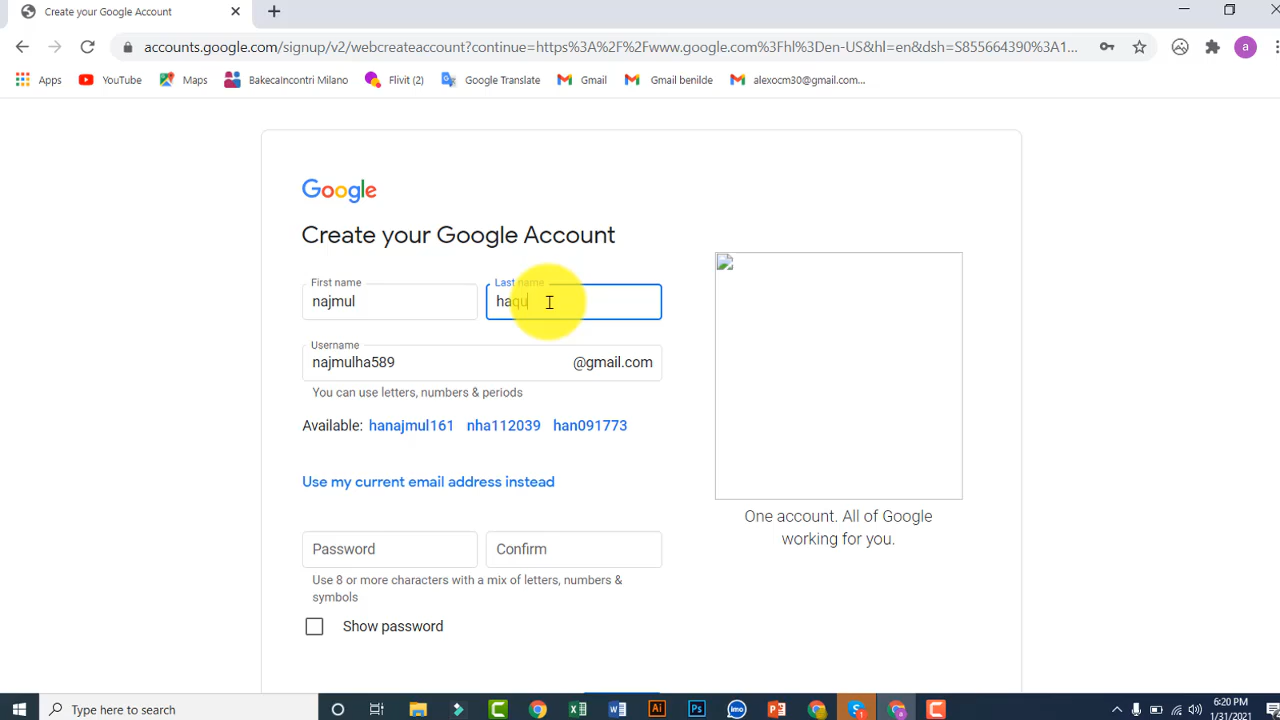 Create your Google Account
accounts.google.com/signup/v2/webcreateaccount?continue=https%3A%2F%2Fwww.google.com%3Fhl%3Den-US&hl=en&dsh=S855664390%3A1...
a
Apps YouTube Maps BakecaIncontri Milano Flivit (2) Google Translate Gmail Gmail benilde alexocm30@gmail.com...
Google
Create your Google Account
First name Last name
najmul haqu
Username
najmulha589 @gmail.com
You can use letters, numbers & periods
Available: hanajmul161 nha112039 han091773
Use my current email address instead
Password Confirm
Use 8 or more characters with a mix of letters, numbers &
symbols
Show password
One account. All of Google
working for you.
Type here to search
6:20 PM
1/31/2021